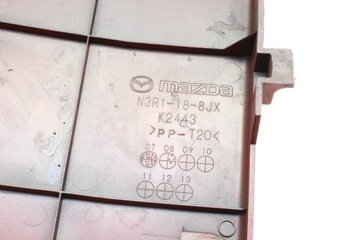 mazda
N3R1-18-8JX
K2443
C
>PP-T20<
07 08 09 10
11 12 13